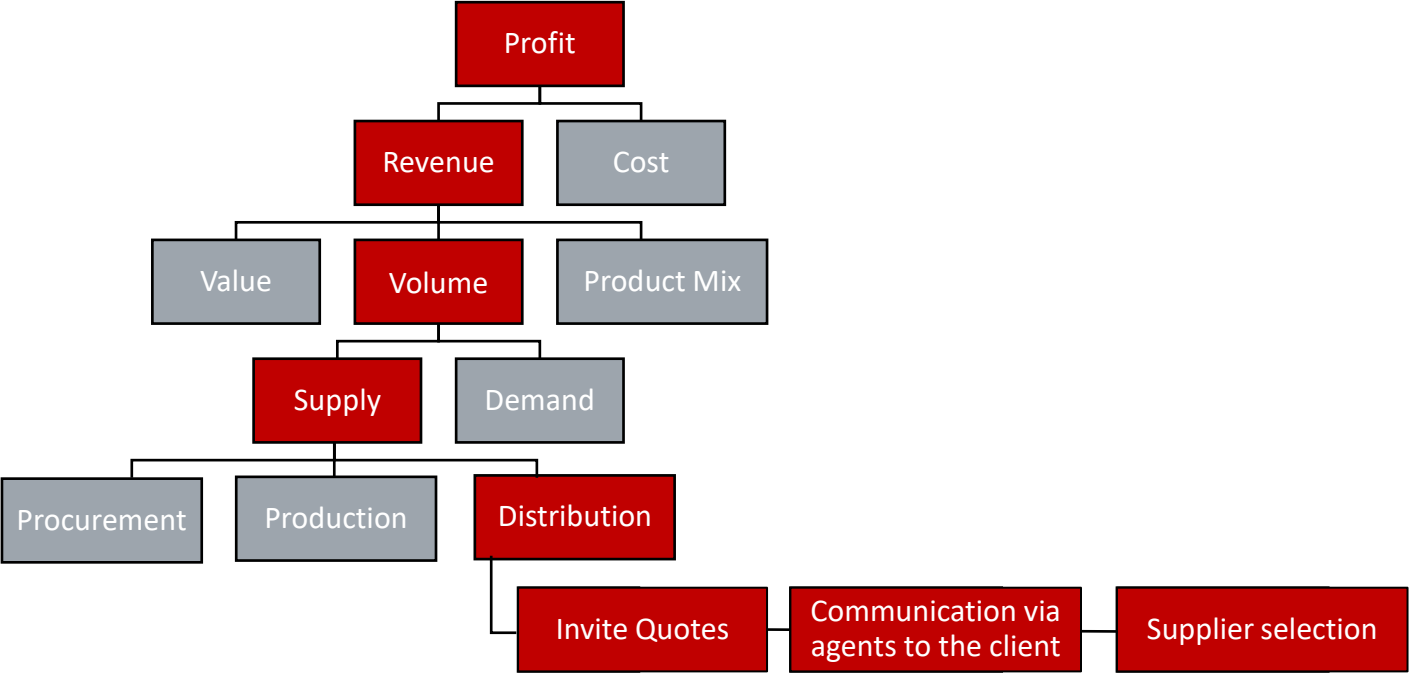 Profit
Revenue
Cost
Value
Volume
Product Mix
Supply
Demand
Procurement
Production
Distribution
Invite Quotes
Communication via
agents to the client
Supplier selection